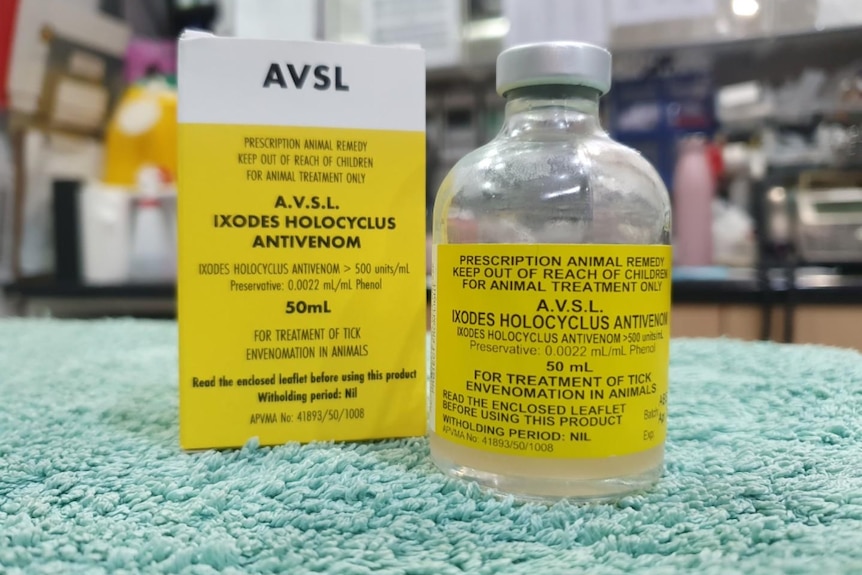 AVSL
PRESCRIPTION ANIMAL REMEDY
KEEP OUT OF REACH OF CHILDREN
FOR ANIMAL TREATMENT ONLY
A.V.S.L.
IXODES HOLOCYCLUS
ANTIVENOM
IXODES HOLOCYCLUS ANTIVENOM > 500 units/mL
Preservative: 0.0022 mL/mL Phenol
50mL
FOR TREATMENT OF TICK
ENVENOMATION IN ANIMALS
Read the enclosed leaflet before using this product
Witholding period: Nil
APVMA No: 41893/50/1008
PRESCRIPTION ANIMAL REMEDY
KEEP OUT OF REACH OF CHILDREN
FOR ANIMAL TREATMENT ONLY
A.V.S.L.
IXODES HOLOCYCLUS ANTIVENOM
IXODES HOLOCYCLUS ANTIVENOM >500 units/mL
Preservative: 0.0022 mL/mL Phenol
50 mL
FOR TREATMENT OF TICK
ENVENOMATION IN ANIMALS
READ THE ENCLOSED LEAFLET
BEFORE USING THIS PRODUCT
WITHOLDING PERIOD: NIL
APVMA No: 41893/50/1008
Batch
Exp